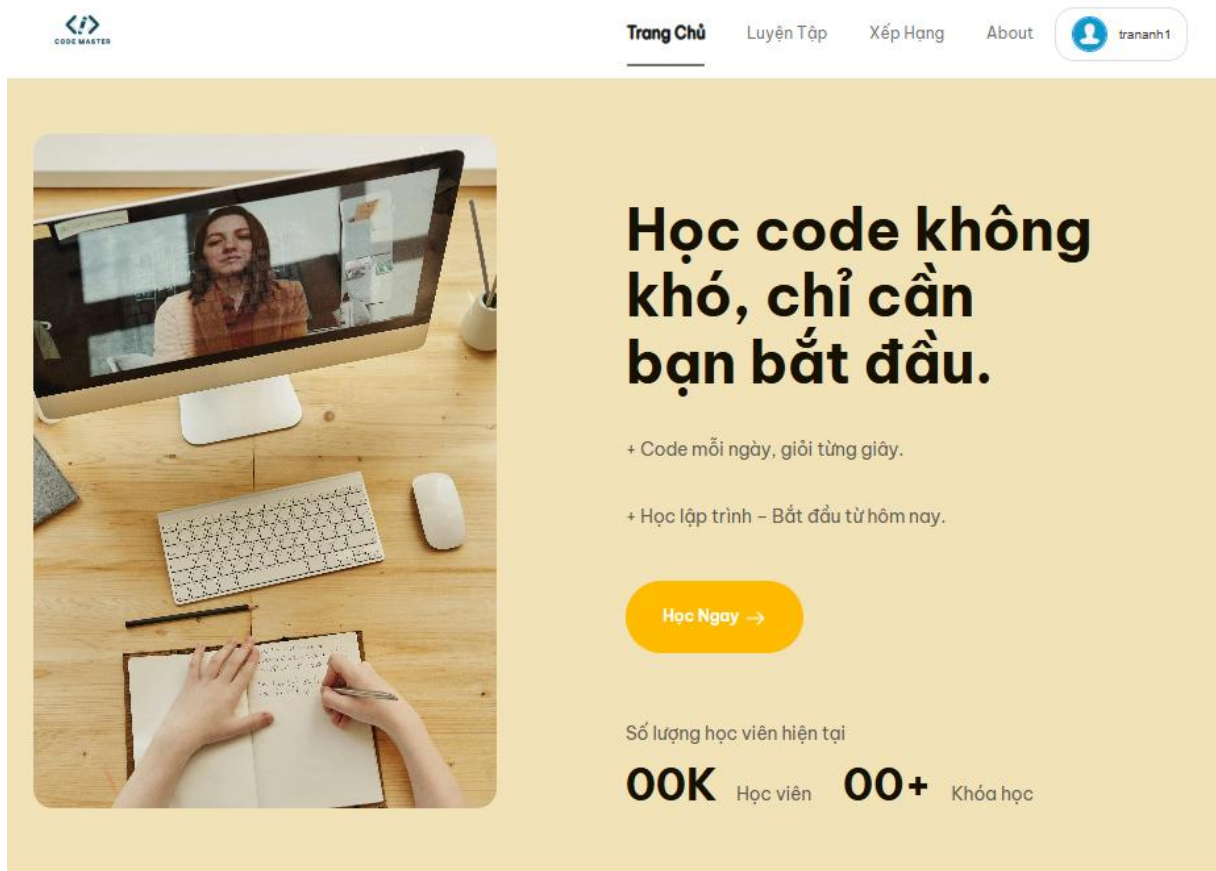 CODE MASTER
Trang Chủ
Luyện Tập
Xếp Hạng
About
trananh1
Học code không
khó, chỉ cần
bạn bắt đầu.
+ Code mỗi ngày, giỏi từng giây.
+ Học lập trình – Bắt đầu từ hôm nay.
Học Ngay →
Số lượng học viên hiện tại
00K Học viên 00+ Khóa học